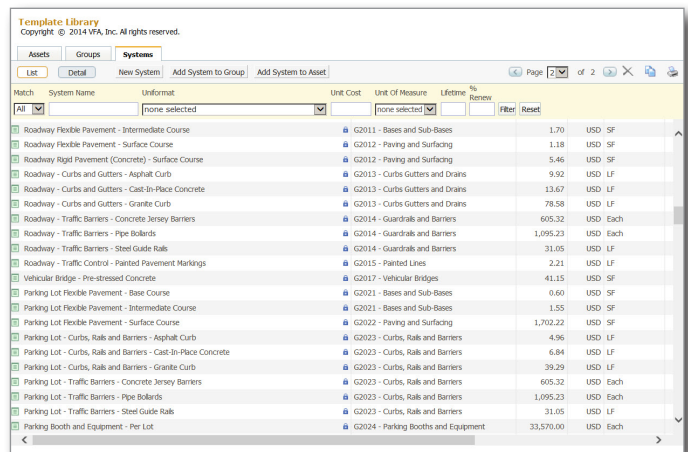 Template Library
Copyright © 2014 VFA, Inc. All rights reserved.
Assets Groups Systems
List Detail New System Add System to Group Add System to Asset Page 2 of 2
Match System Name Uniformat Unit Cost Unit Of Measure Lifetime % Renew
All none selected none selected Filter Reset
Roadway Flexible Pavement - Intermediate Course G2011 - Bases and Sub-Bases 1.70 USD SF
Roadway Flexible Pavement - Surface Course G2012 - Paving and Surfacing 1.18 USD SF
Roadway Rigid Pavement (Concrete) - Surface Course G2012 - Paving and Surfacing 5.46 USD SF
Roadway - Curbs and Gutters - Asphalt Curb G2013 - Curbs Gutters and Drains 9.92 USD LF
Roadway - Curbs and Gutters - Cast-In-Place Concrete G2013 - Curbs Gutters and Drains 13.67 USD LF
Roadway - Curbs and Gutters - Granite Curb G2013 - Curbs Gutters and Drains 78.58 USD LF
Roadway - Traffic Barriers - Concrete Jersey Barriers G2014 - Guardrails and Barriers 605.32 USD Each
Roadway - Traffic Barriers - Pipe Bollards G2014 - Guardrails and Barriers 1,095.23 USD Each
Roadway - Traffic Barriers - Steel Guide Rails G2014 - Guardrails and Barriers 31.05 USD LF
Roadway - Traffic Control - Painted Pavement Markings G2015 - Painted Lines 2.21 USD LF
Vehicular Bridge - Pre-stressed Concrete G2017 - Vehicular Bridges 41.15 USD SF
Parking Lot Flexible Pavement - Base Course G2021 - Bases and Sub-Bases 0.60 USD SF
Parking Lot Flexible Pavement - Intermediate Course G2021 - Bases and Sub-Bases 1.55 USD SF
Parking Lot Flexible Pavement - Surface Course G2022 - Paving and Surfacing 1,702.22 USD SF
Parking Lot - Curbs, Rails and Barriers - Asphalt Curb G2023 - Curbs, Rails and Barriers 4.96 USD LF
Parking Lot - Curbs, Rails and Barriers - Cast-In-Place Concrete G2023 - Curbs, Rails and Barriers 6.84 USD LF
Parking Lot - Curbs, Rails and Barriers - Granite Curb G2023 - Curbs, Rails and Barriers 39.29 USD LF
Parking Lot - Traffic Barriers - Concrete Jersey Barriers G2023 - Curbs, Rails and Barriers 605.32 USD Each
Parking Lot - Traffic Barriers - Pipe Bollards G2023 - Curbs, Rails and Barriers 1,095.23 USD Each
Parking Lot - Traffic Barriers - Steel Guide Rails G2023 - Curbs, Rails and Barriers 31.05 USD LF
Parking Booth and Equipment - Per Lot G2024 - Parking Booths and Equipment 33,570.00 USD Each